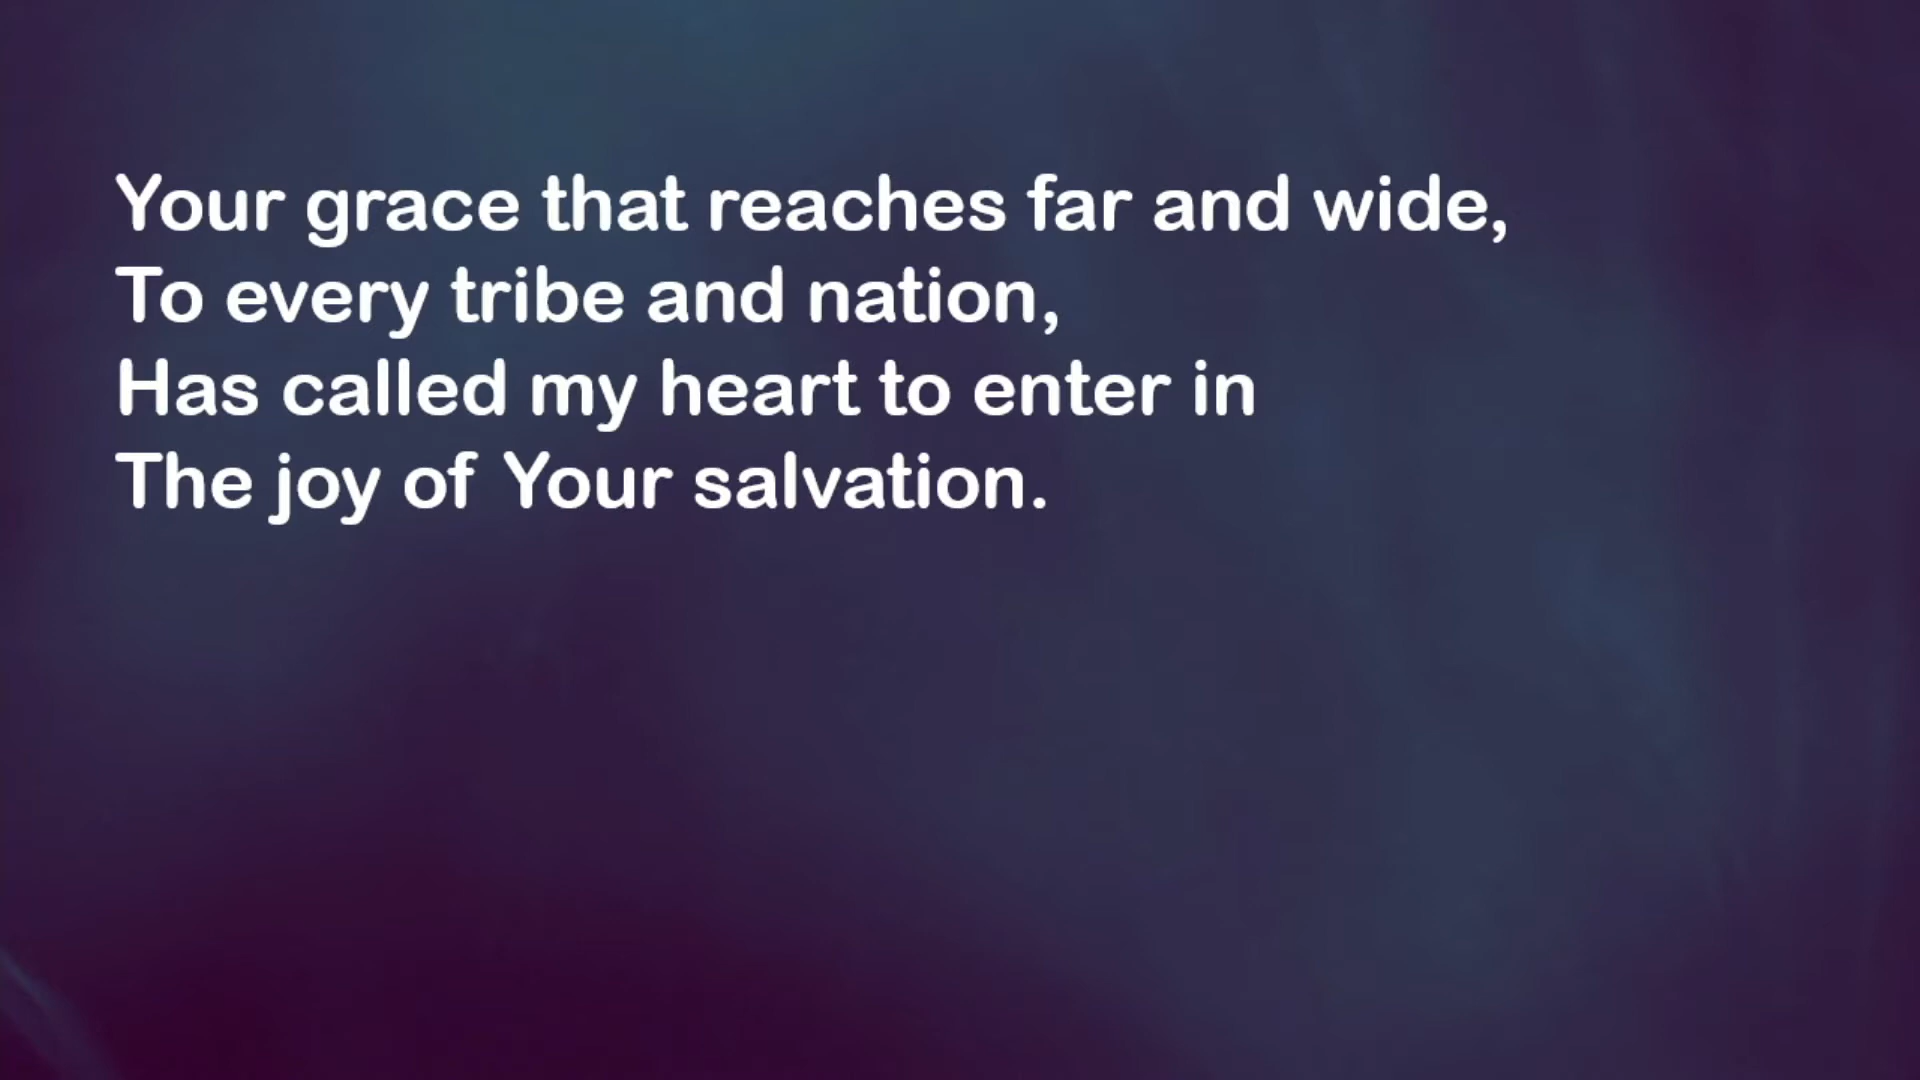 Your grace that reaches far and wide,
To every tribe and nation,
Has called my heart to enter in
The joy of Your salvation.